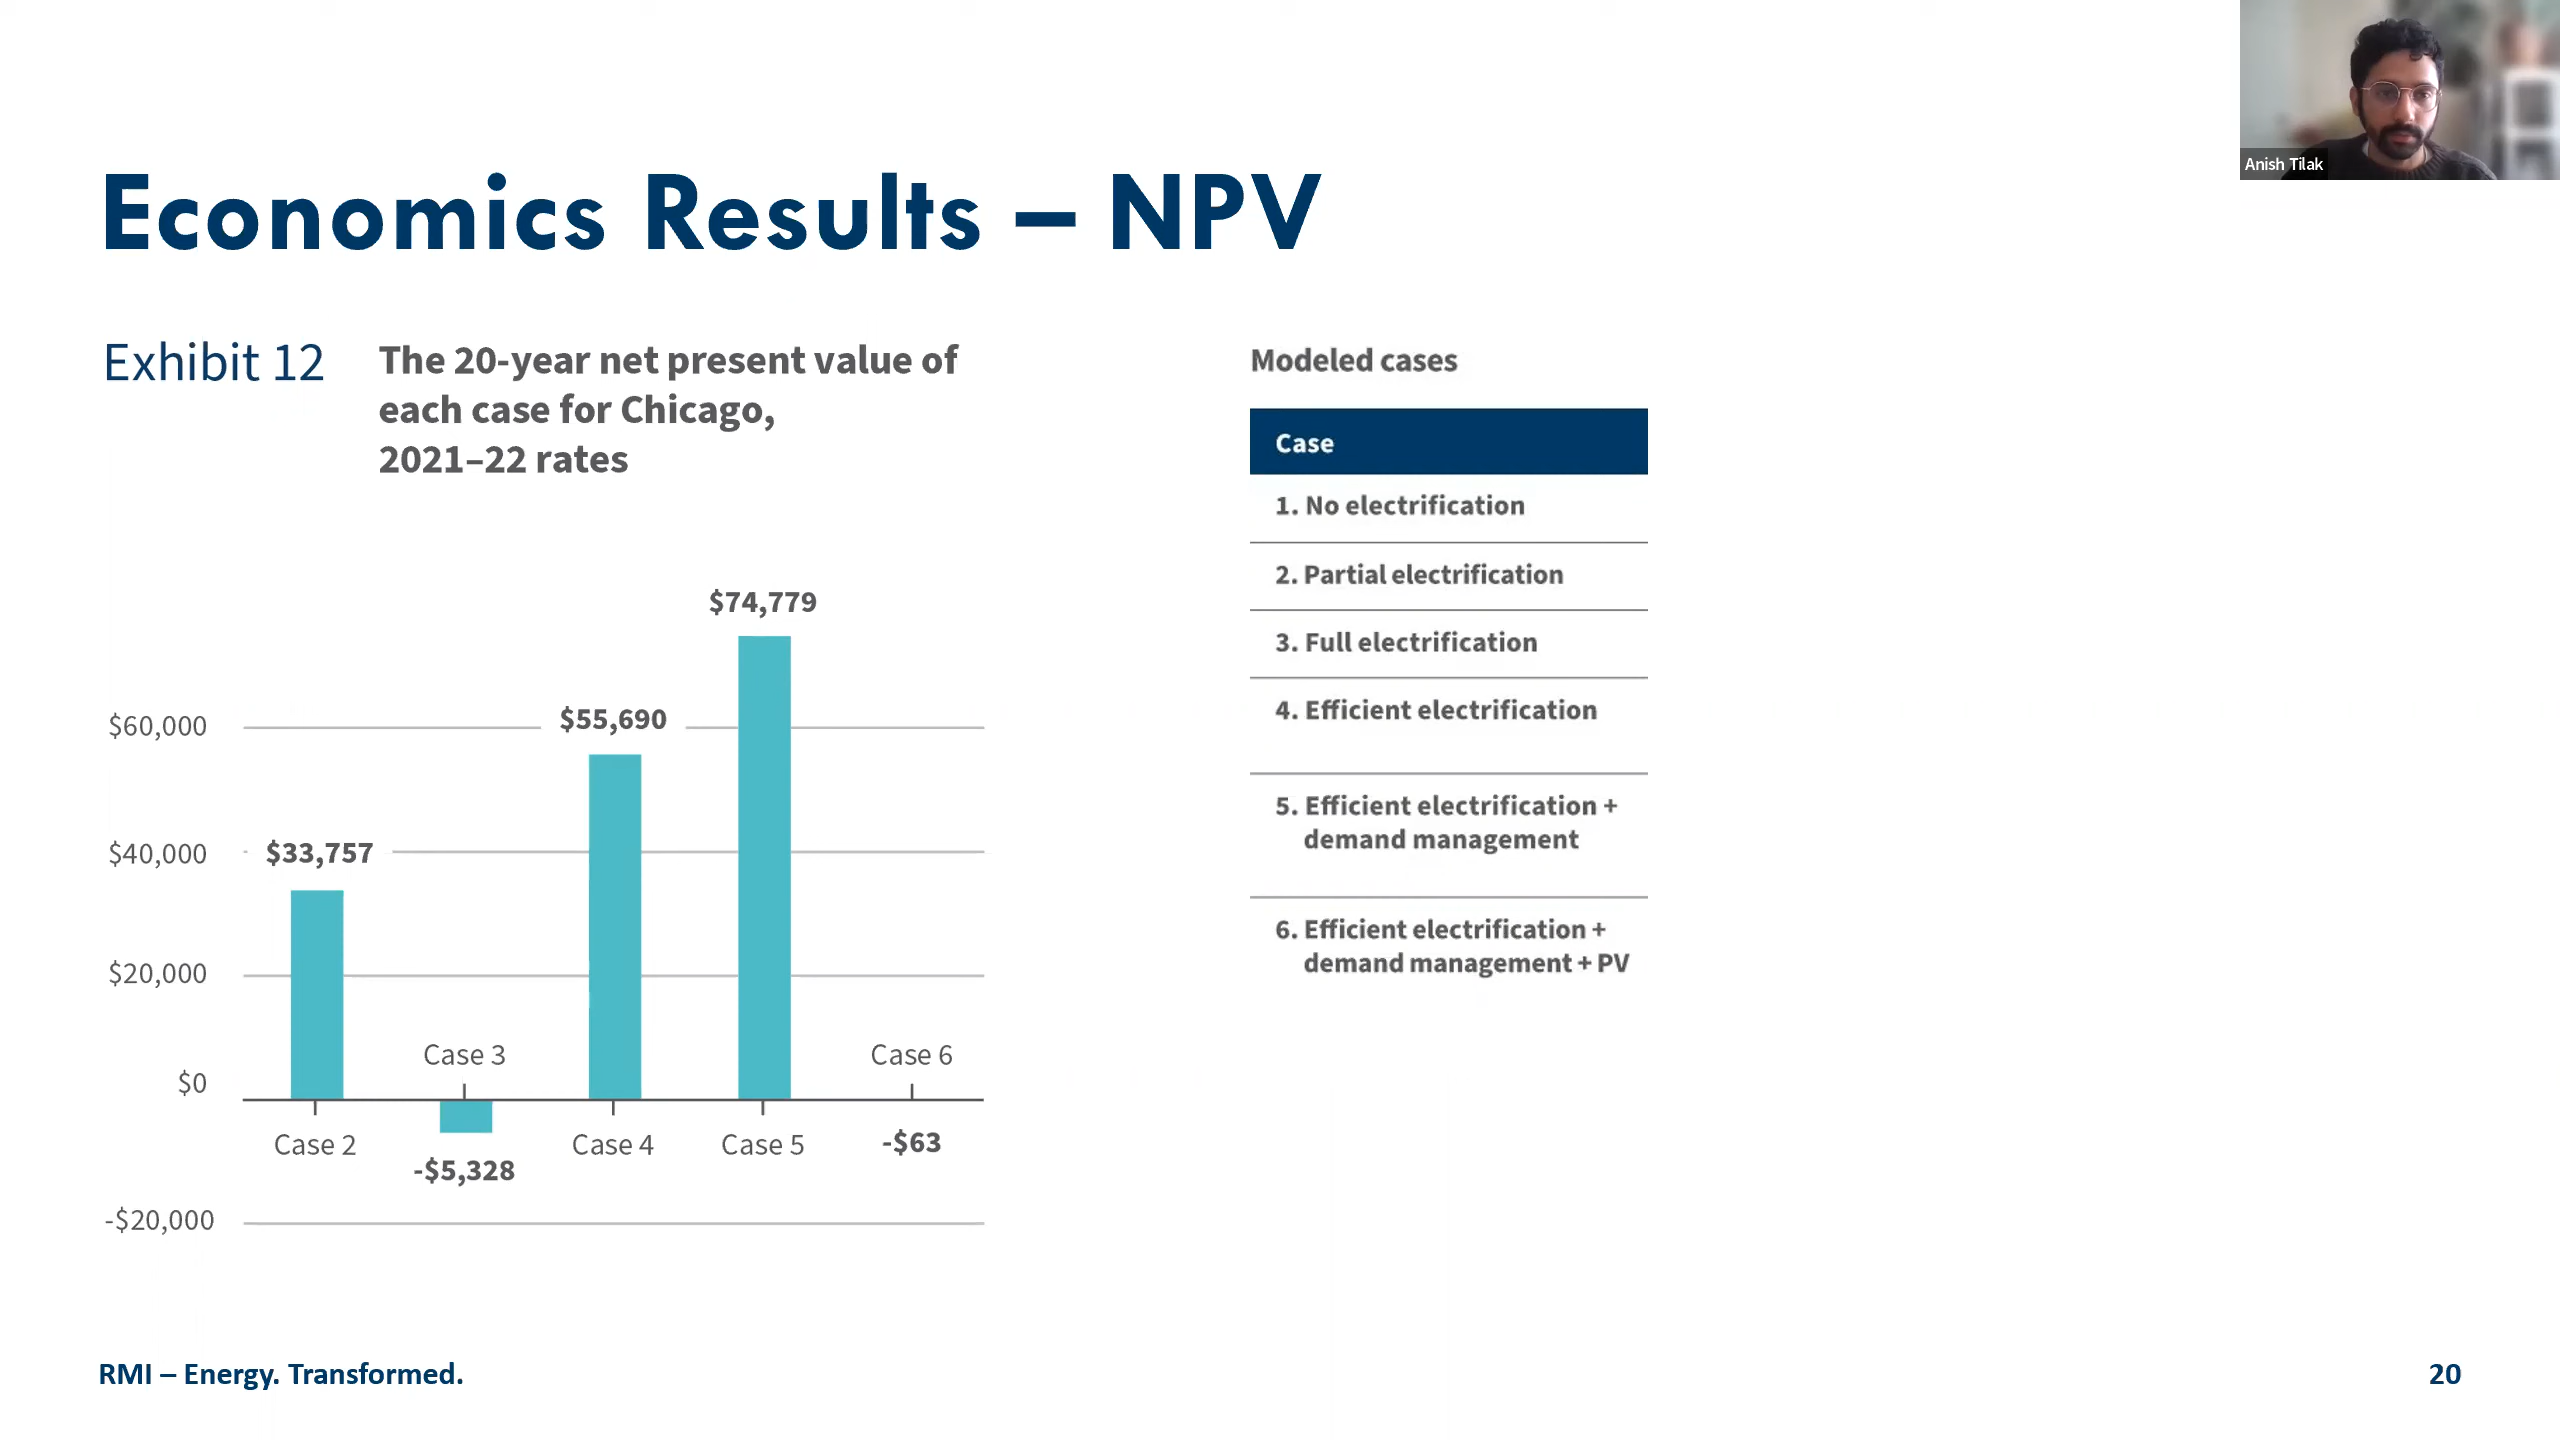 Anish Tilak
Economics Results – NPV
Exhibit 12
The 20-year net present value of
each case for Chicago,
2021–22 rates
$74,779
$60,000
$55,690
$40,000
$33,757
$20,000
Case 3
Case 6
$0
Case 2
Case 4
Case 5
-$63
-$5,328
-$20,000
Modeled cases
Case
1. No electrification
2. Partial electrification
3. Full electrification
4. Efficient electrification
5. Efficient electrification +
demand management
6. Efficient electrification +
demand management + PV
RMI – Energy. Transformed.
20